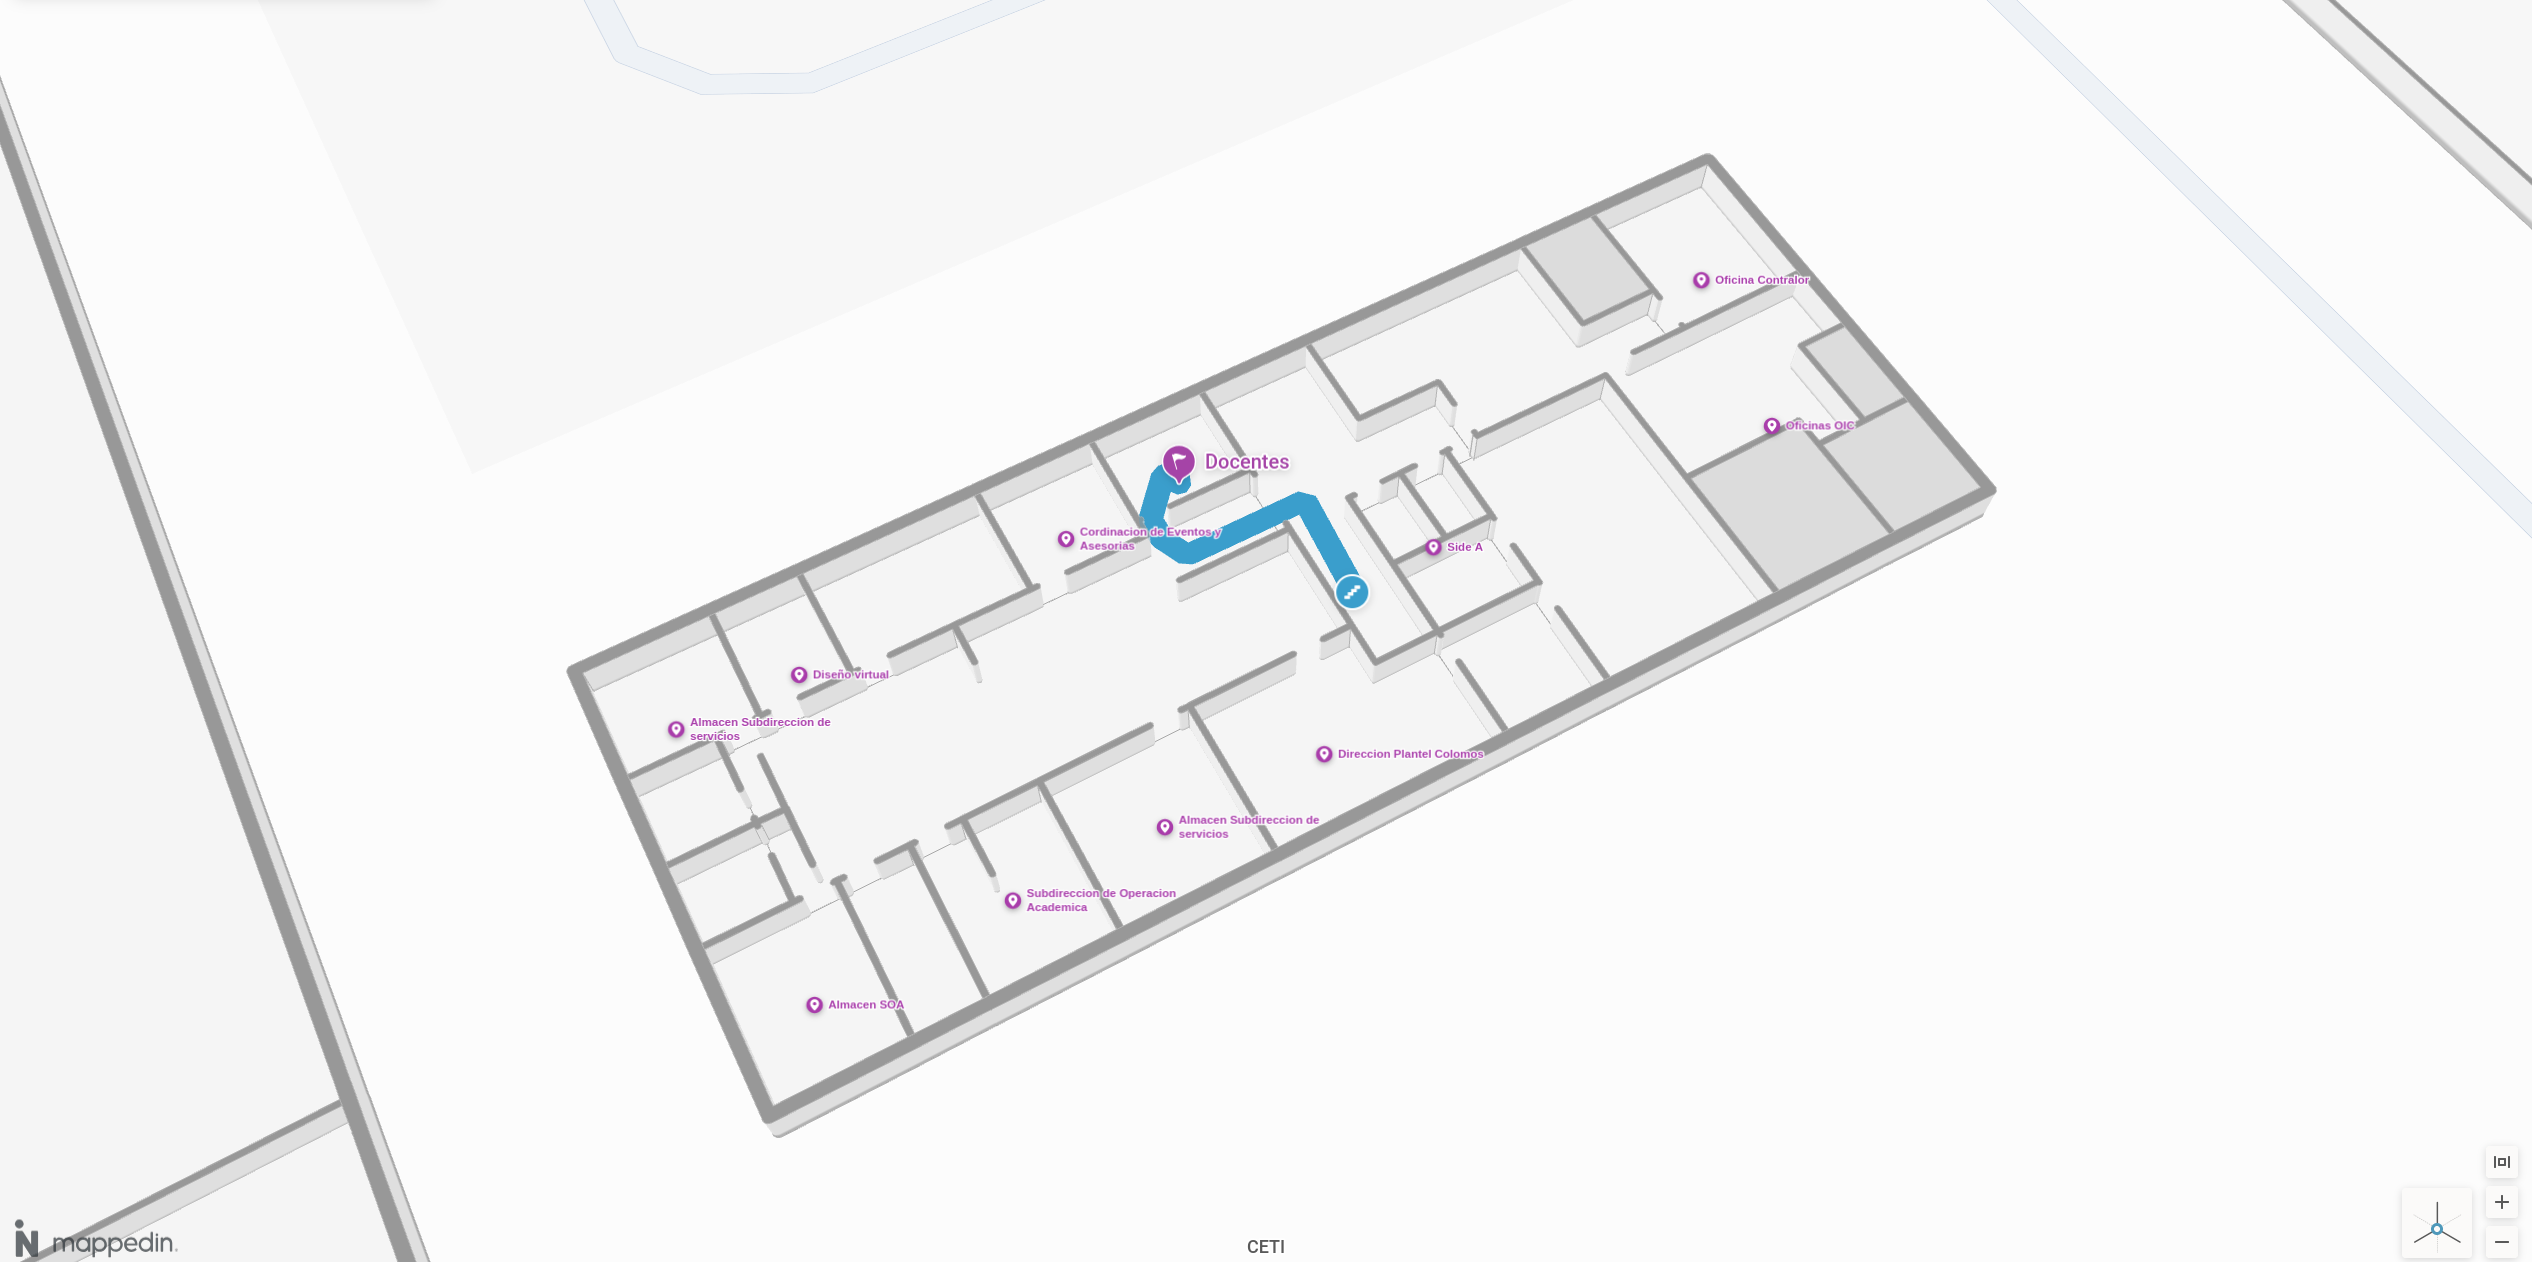 Oficina Contralor
Oficinas OIC
Docentes
Cordinacion de Eventos y
Asesorias
Side A
Diseño virtual
Almacen Subdireccion de
servicios
Direccion Plantel Colomos
Almacen Subdireccion de
servicios
Subdireccion de Operacion
Academica
Almacen SOA
mappedin.
CETI